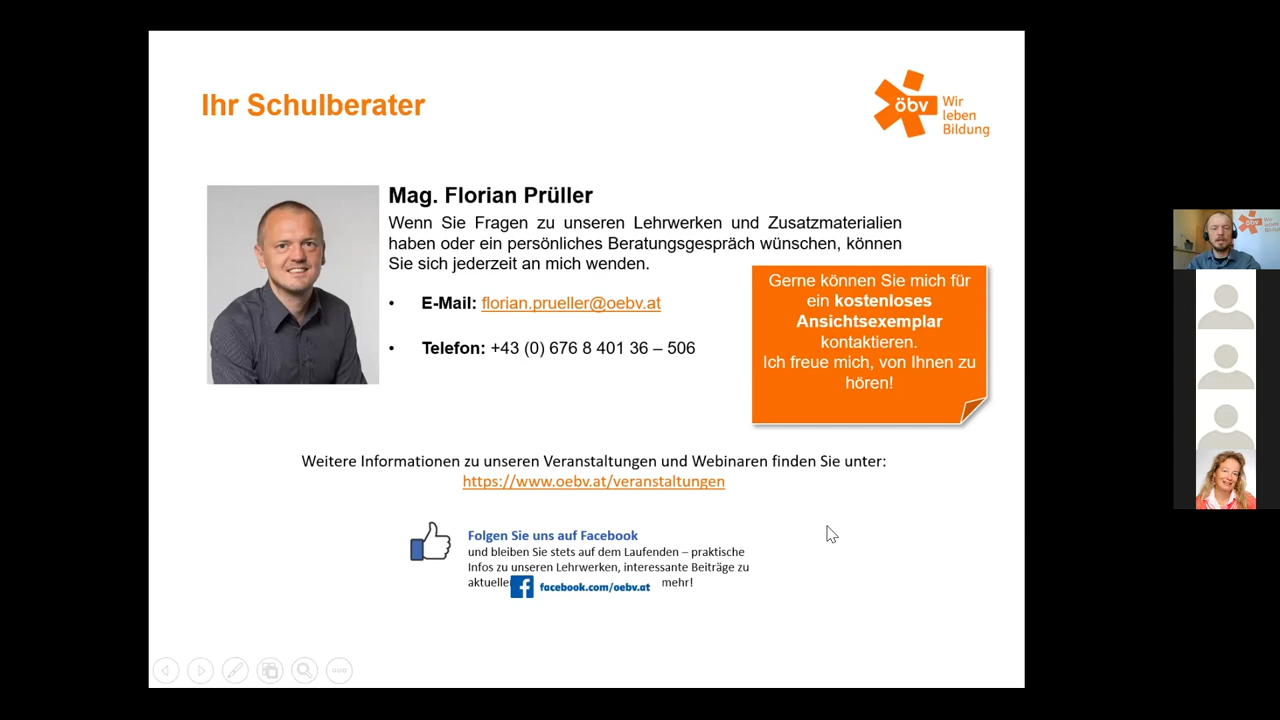 Ihr Schulberater
öbv
Wir
leben
Bildung
Mag. Florian Prüller
Wenn Sie Fragen zu unseren Lehrwerken und Zusatzmaterialien
haben oder ein persönliches Beratungsgespräch wünschen, können
Sie sich jederzeit an mich wenden.
• E-Mail: florian.prueller@oebv.at
• Telefon: +43 (0) 676 8 401 36 – 506
Gerne können Sie mich für
ein kostenloses
Ansichtsexemplar
kontaktieren.
Ich freue mich, von Ihnen zu
hören!
Weitere Informationen zu unseren Veranstaltungen und Webinaren finden Sie unter:
https://www.oebv.at/veranstaltungen
Folgen Sie uns auf Facebook
und bleiben Sie stets auf dem Laufenden – praktische
Infos zu unseren Lehrwerken, interessante Beiträge zu
mehr!
facebook.com/oebv.at
öbv
Wir